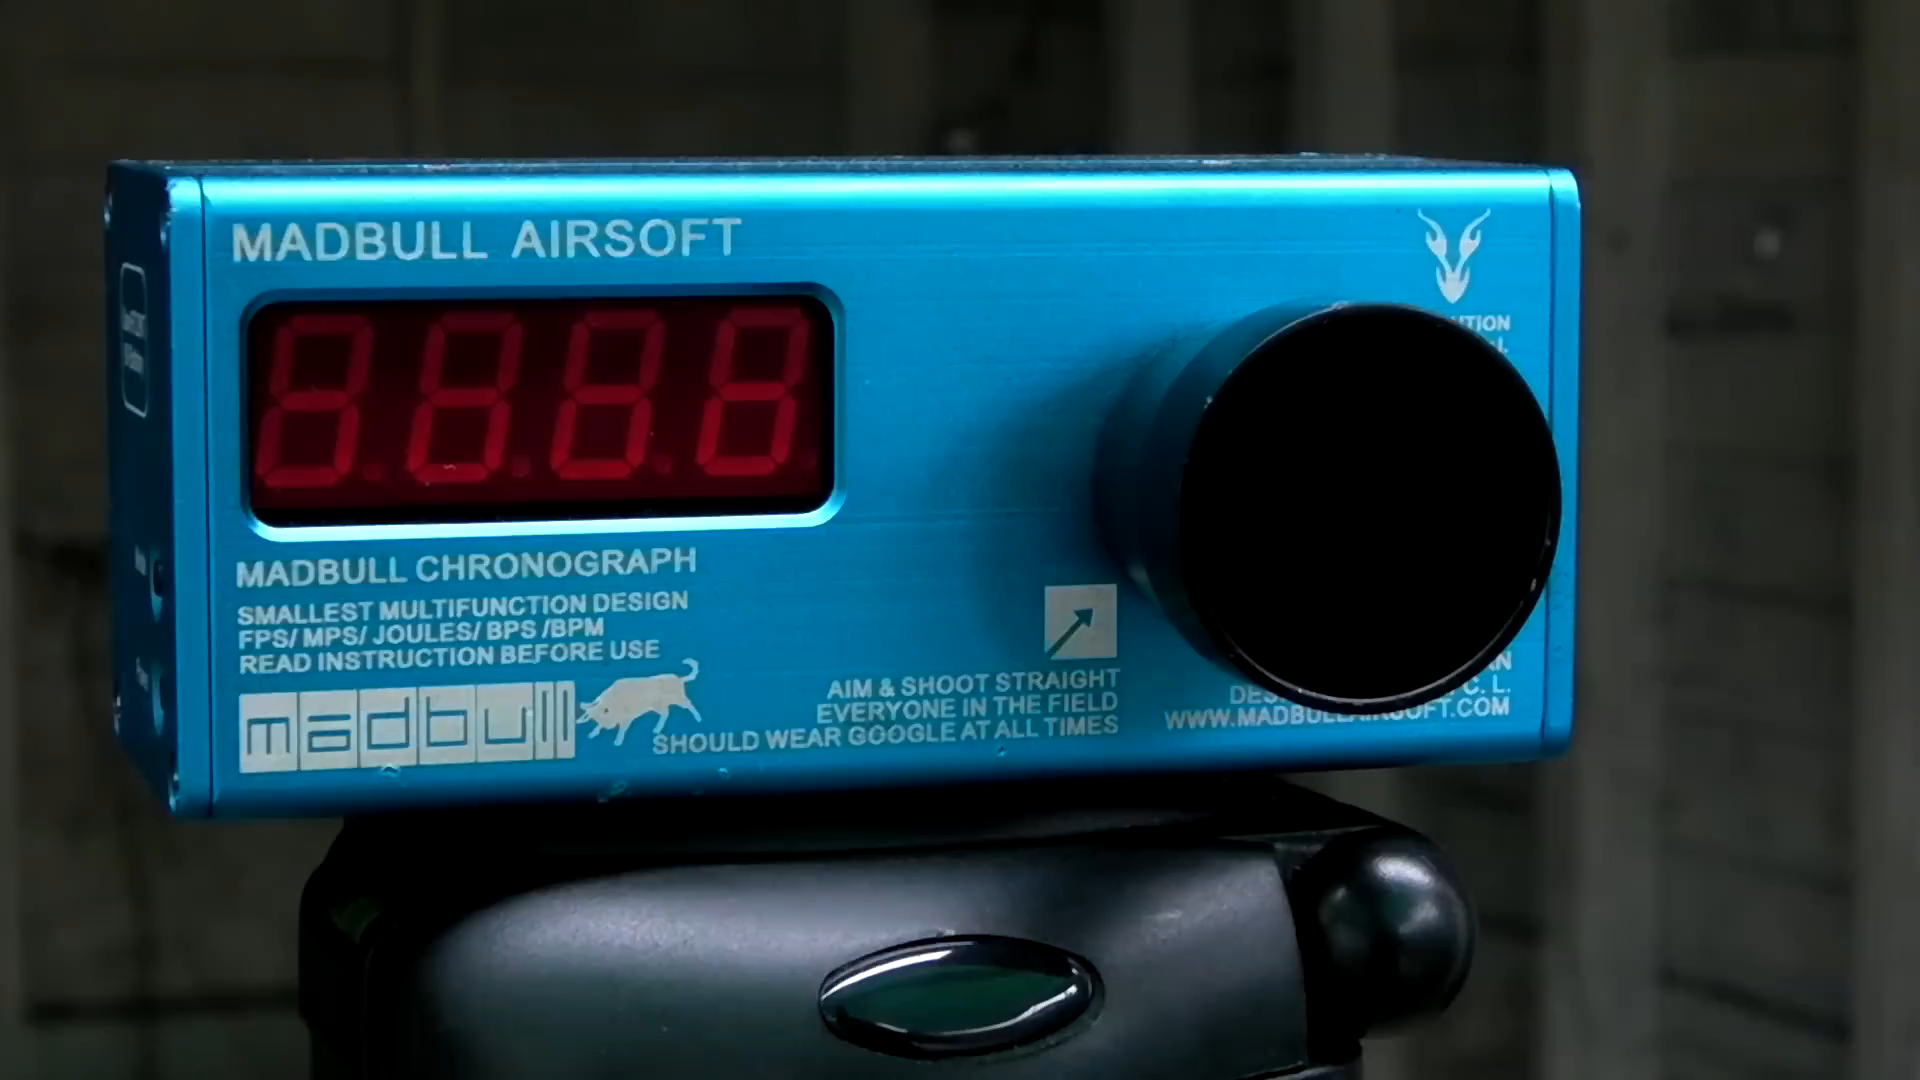 MADBULL AIRSOFT
MADBULL CHRONOGRAPH
SMALLEST MULTIFUNCTION DESIGN
FPS/ MPS/ JOULES/ BPS /BPM
READ INSTRUCTION BEFORE USE
madbull
AIM & SHOOT STRAIGHT
EVERYONE IN THE FIELD
SHOULD WEAR GOOGLE AT ALL TIMES
C. L.
WWW.MADBULLAIRSOFT.COM